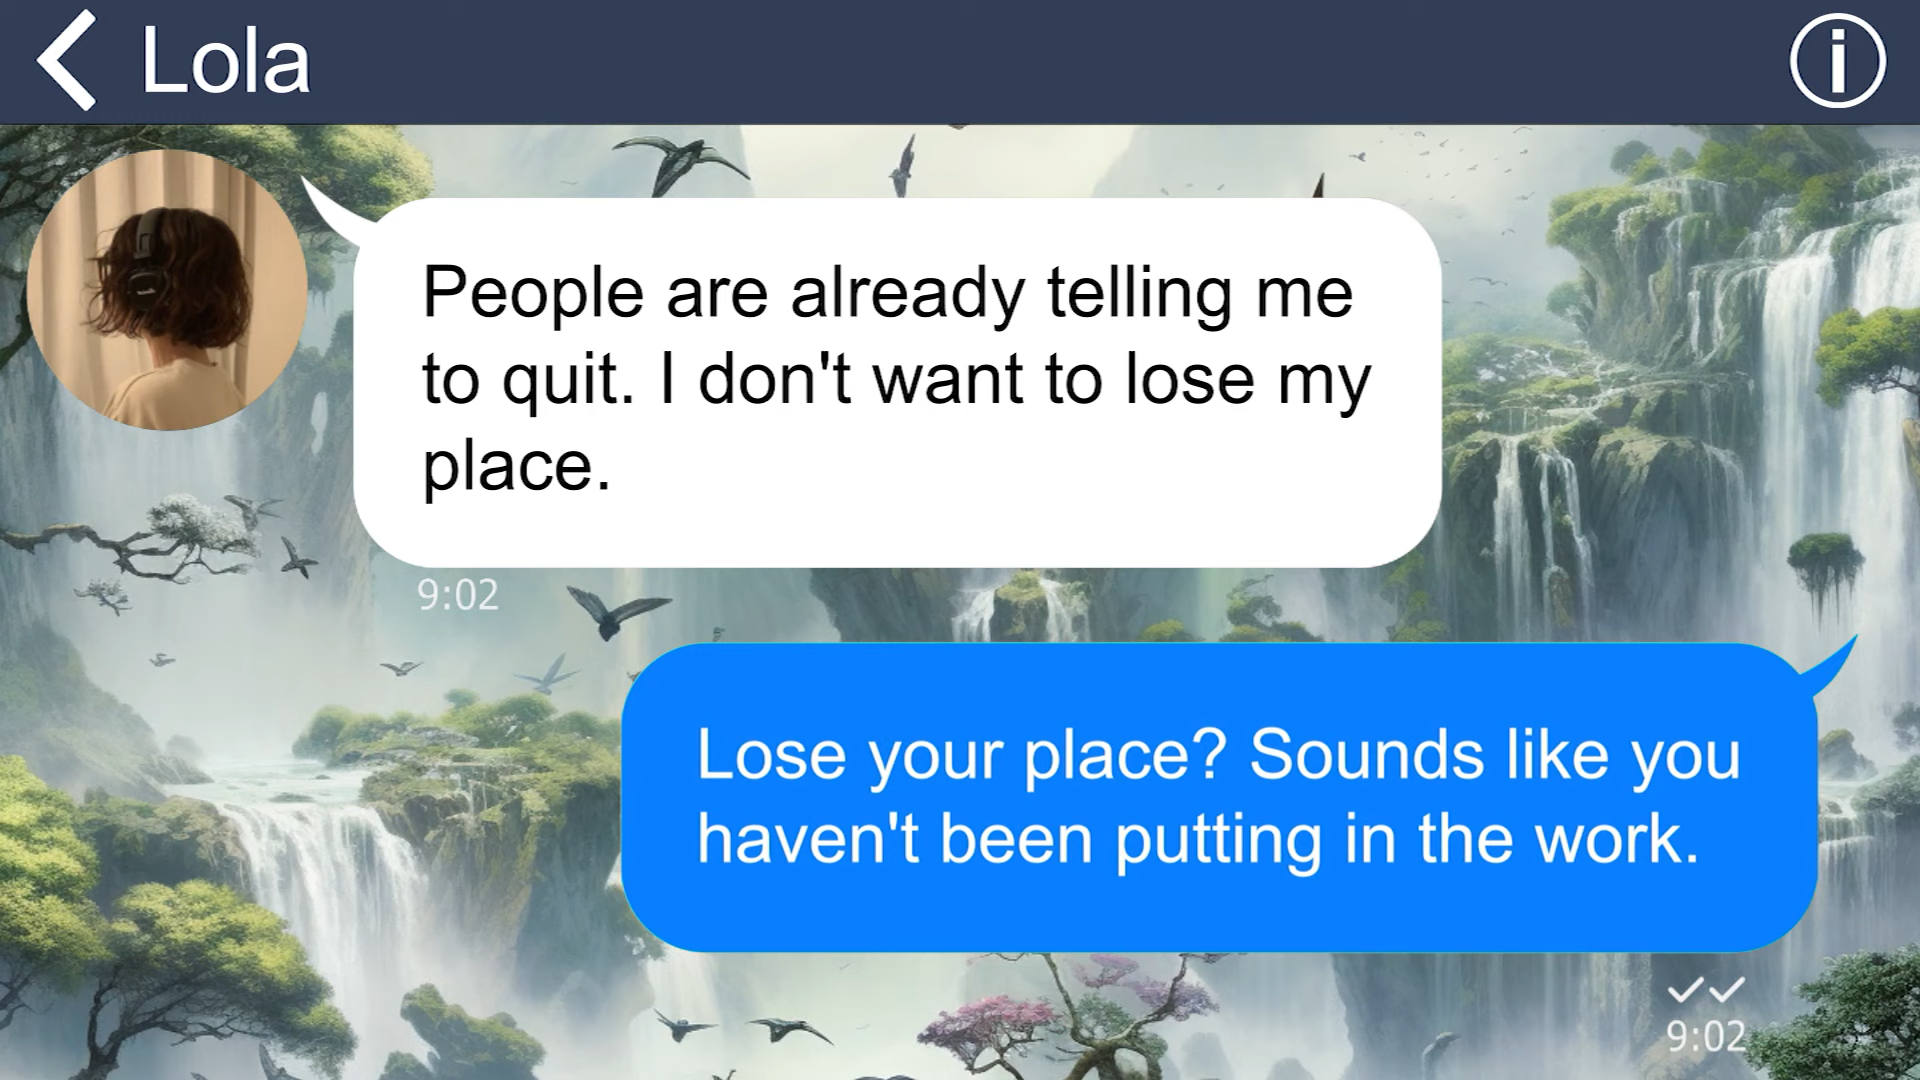 Lola
People are already telling me
to quit. I don't want to lose my
place.
9:02
Lose your place? Sounds like you
haven't been putting in the work.
9:02